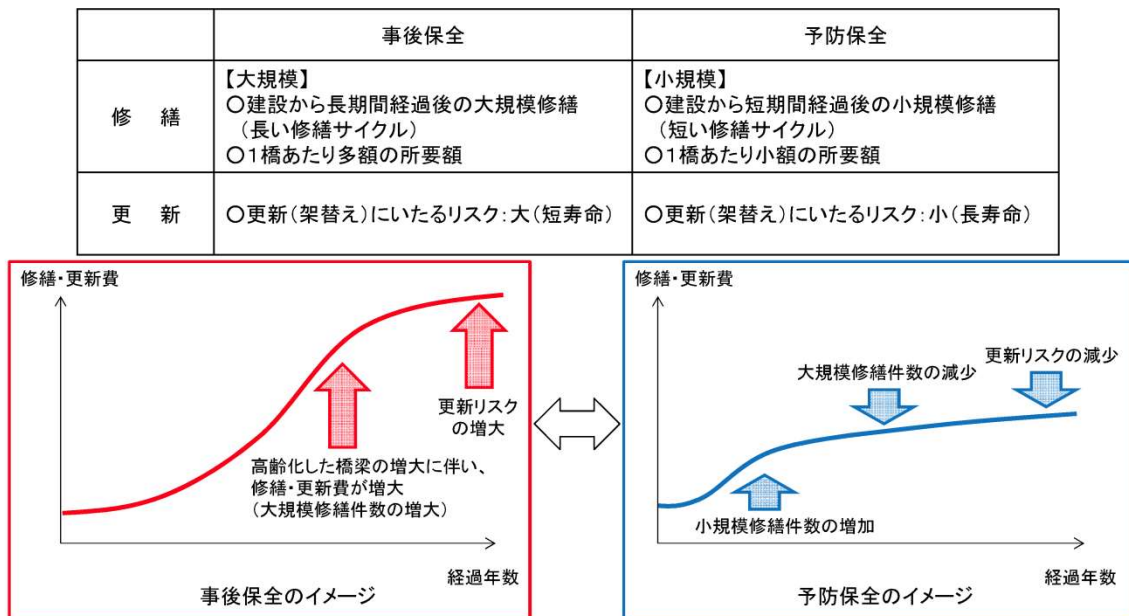 事後保全
予防保全
修　繕
【大規模】
○建設から長期間経過後の大規模修繕
（長い修繕サイクル）
○１橋あたり多額の所要額
【小規模】
○建設から短期間経過後の小規模修繕
（短い修繕サイクル）
○１橋あたり小額の所要額
更　新
○更新（架替え）にいたるリスク：大（短寿命）
○更新（架替え）にいたるリスク：小（長寿命）
修繕・更新費
更新リスク
の増大
高齢化した橋梁の増大に伴い、
修繕・更新費が増大
（大規模修繕件数の増大）
経過年数
事後保全のイメージ
修繕・更新費
更新リスクの減少
大規模修繕件数の減少
小規模修繕件数の増加
経過年数
予防保全のイメージ